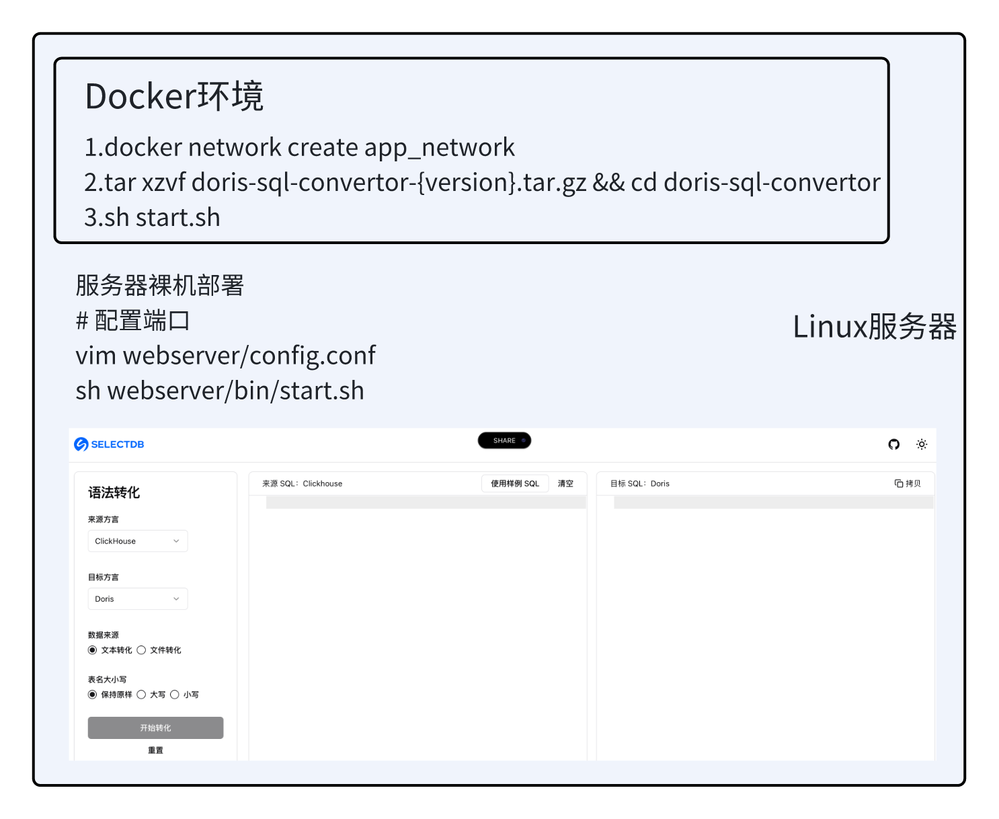 Docker环境
1.docker network create app_network
2.tar xzvf doris-sql-convertor-{version}.tar.gz && cd doris-sql-convertor
3.sh start.sh
服务器裸机部署
# 配置端口
vim webserver/config.conf
sh webserver/bin/start.sh
Linux服务器
SELECTDB
SHARE
语法转化
来源方言
ClickHouse
目标方言
Doris
数据来源
文本转化 文件转化
表名大小写
保持原样 大写 小写
开始转化
重置
来源 SQL：Clickhouse 使用样例 SQL 清空
目标 SQL：Doris 拷贝